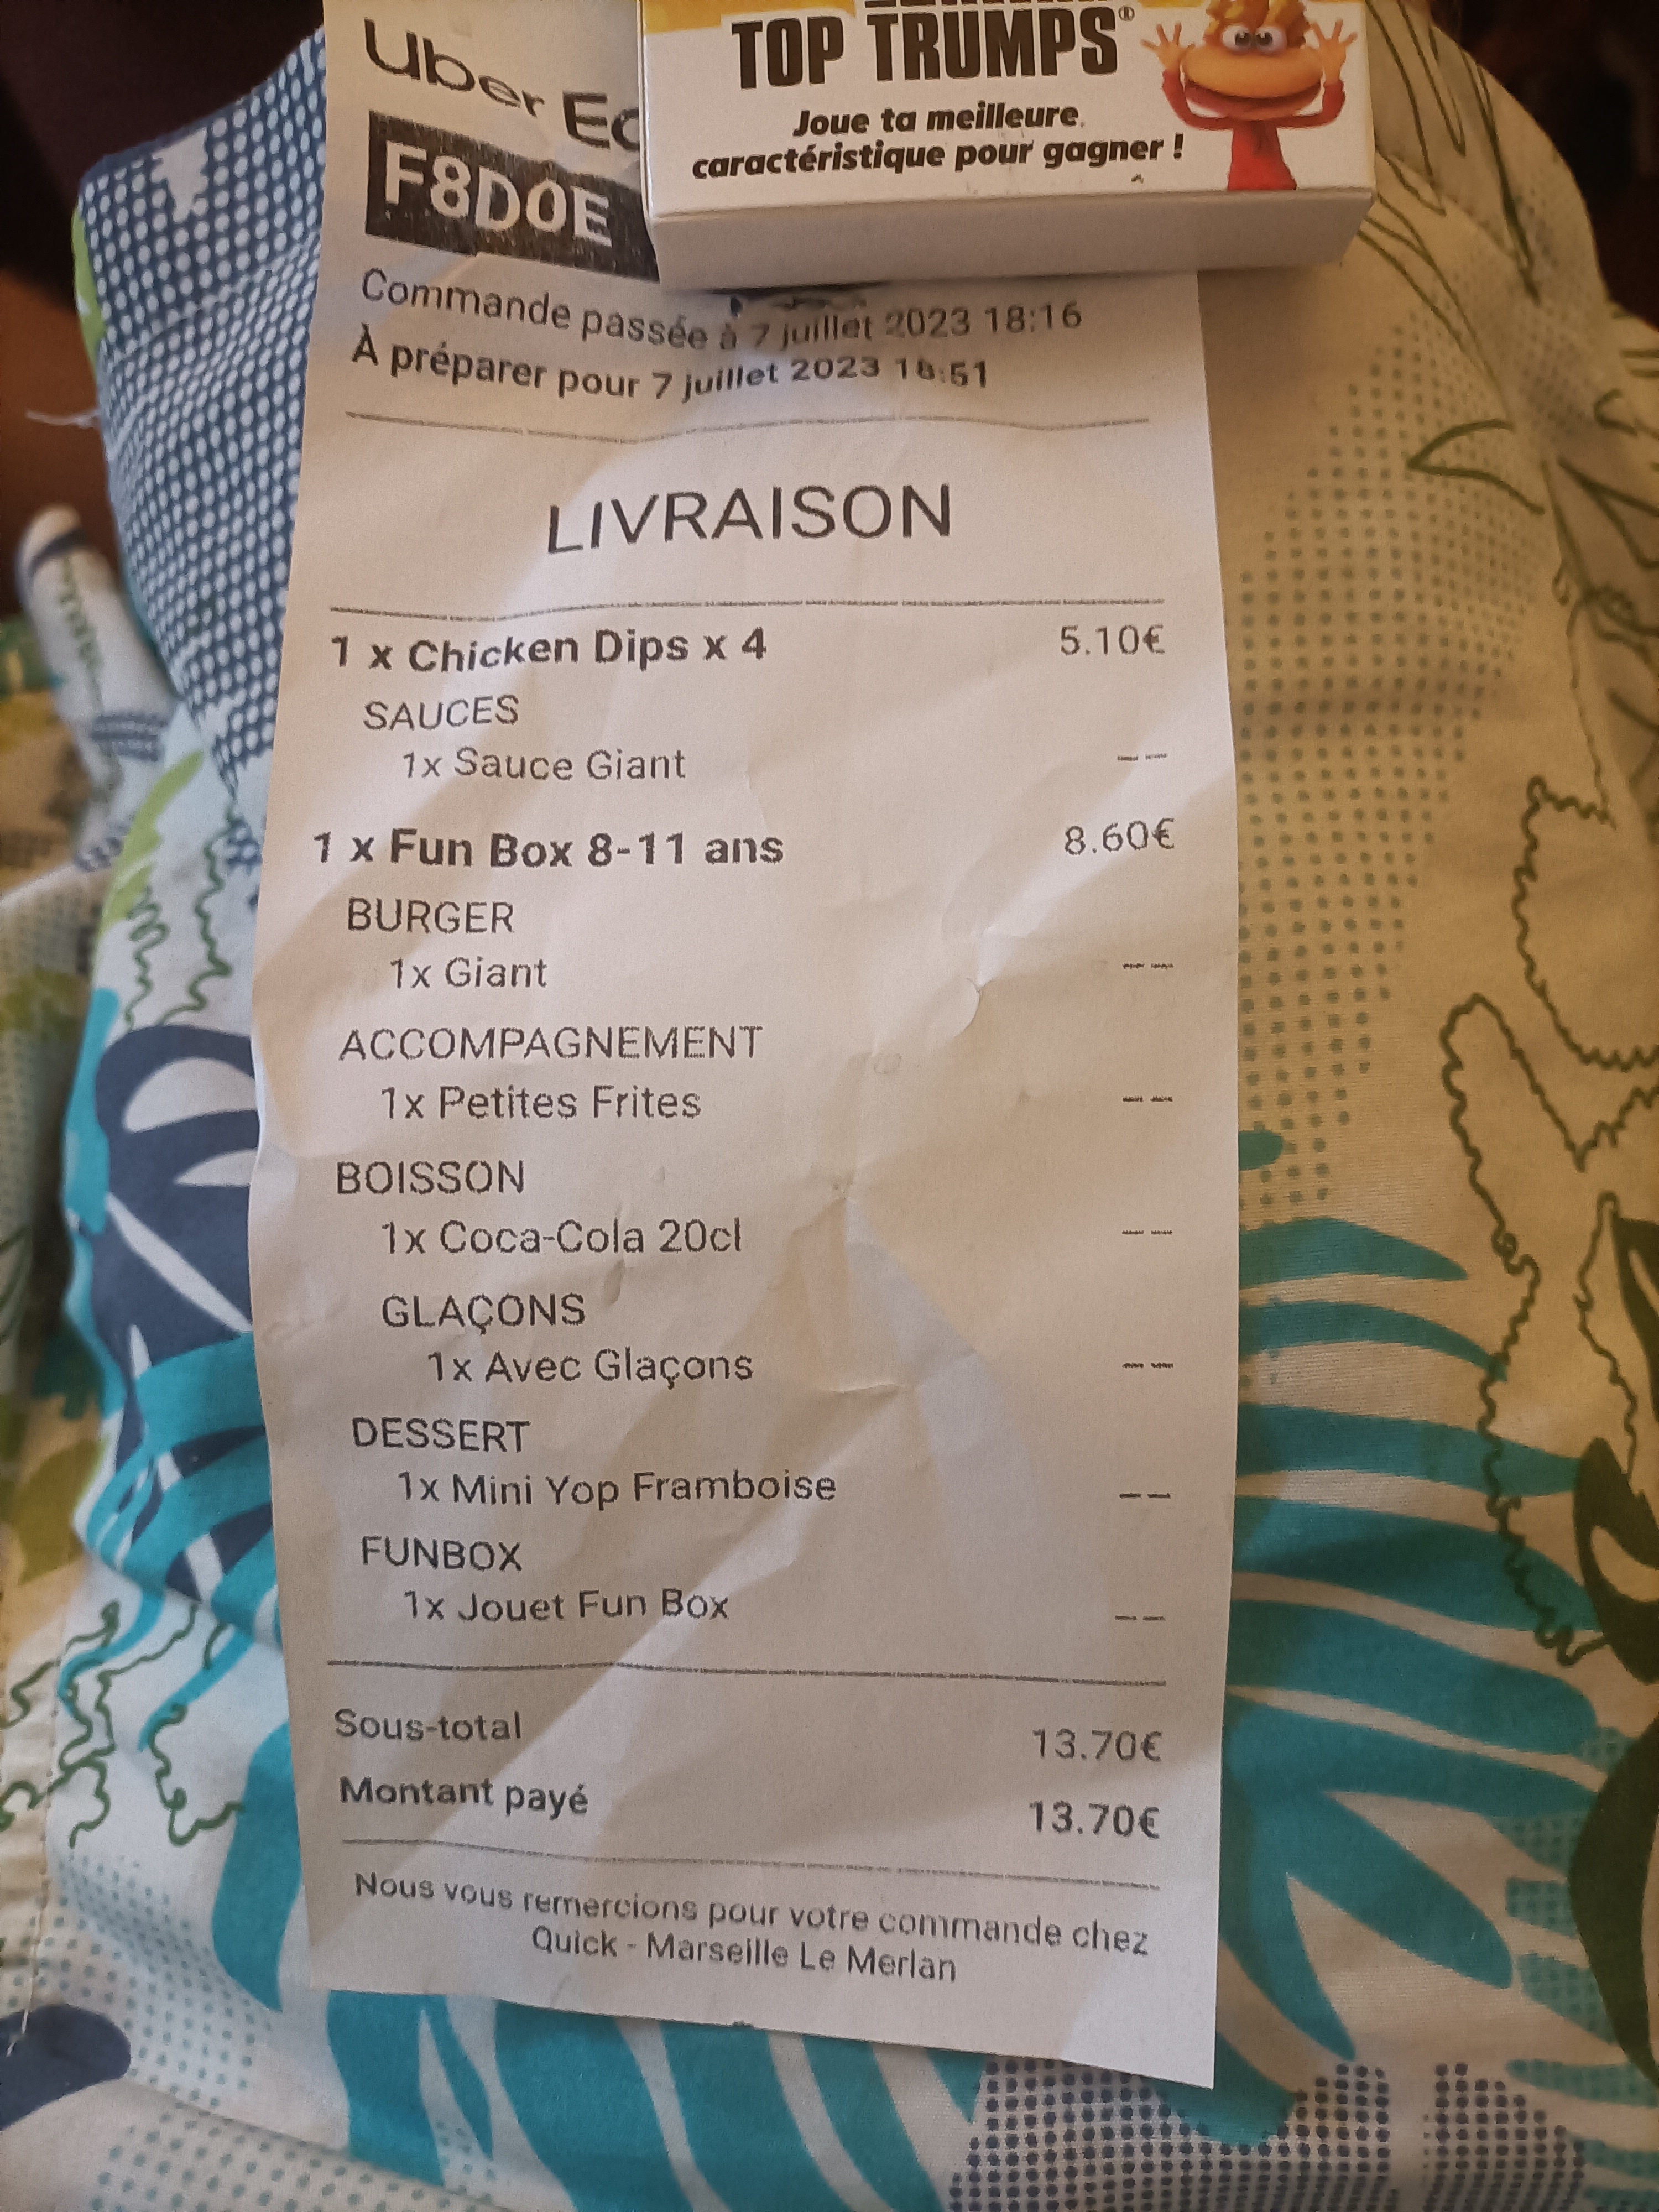 Uber Ea
F8D0E
TOP TRUMPS®
Joue ta meilleure
caractéristique pour gagner !
Commande passée à 7 juillet 2023 18:16
À préparer pour 7 juillet 2023 18:51
LIVRAISON
1 x Chicken Dips x 4 5.10€
SAUCES
1x Sauce Giant --
1 x Fun Box 8-11 ans 8.60€
BURGER
1x Giant --
ACCOMPAGNEMENT
1x Petites Frites --
BOISSON
1x Coca-Cola 20cl --
GLAÇONS
1x Avec Glaçons --
DESSERT
1x Mini Yop Framboise --
FUNBOX
1x Jouet Fun Box --
Sous-total 13.70€
Montant payé 13.70€
Nous vous remercions pour votre commande chez
Quick - Marseille Le Merlan